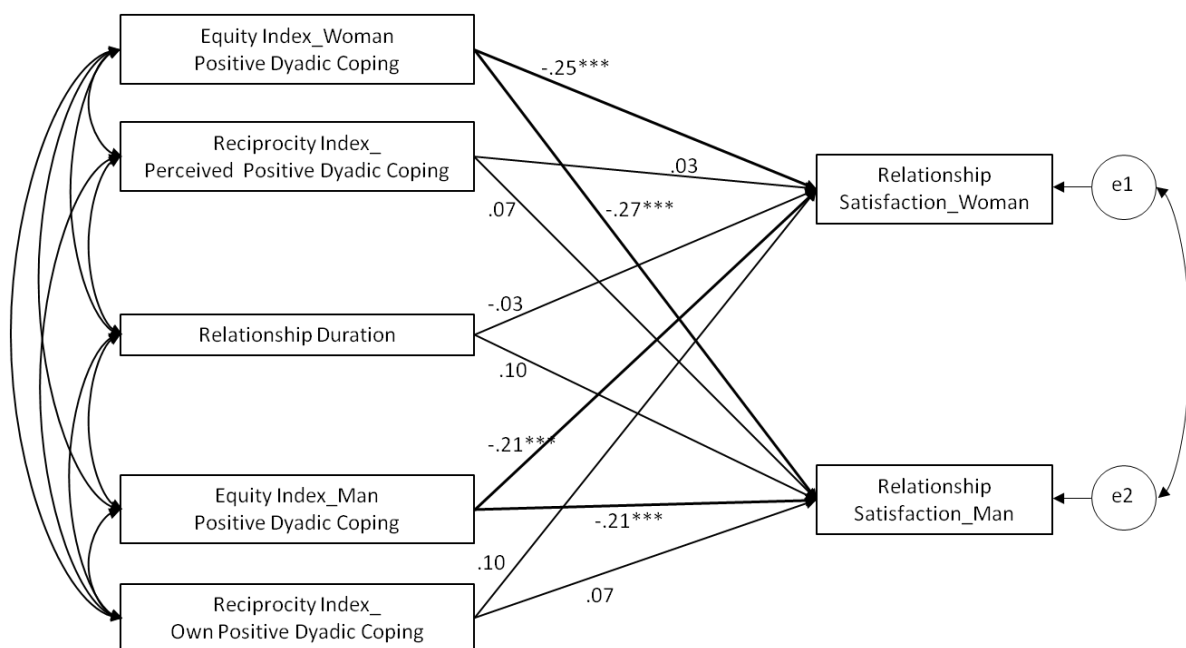 Equity Index_Woman
Positive Dyadic Coping
-.25***
Reciprocity Index_
Perceived Positive Dyadic Coping
.03
Relationship
Satisfaction_Woman
e1
.07
-.27***
-.03
Relationship Duration
.10
-.21***
Equity Index_Man
Positive Dyadic Coping
-.21***
Relationship
Satisfaction_Man
e2
.10
.07
Reciprocity Index_
Own Positive Dyadic Coping